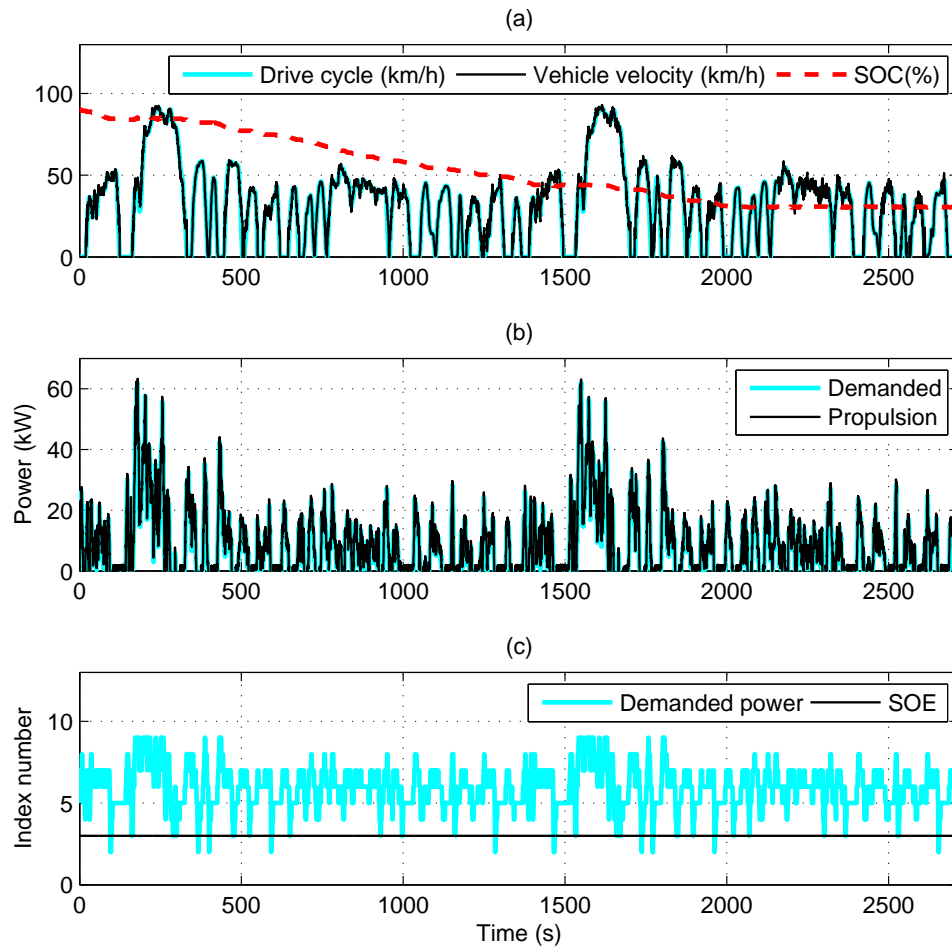 (a)
Drive cycle (km/h) Vehicle velocity (km/h) SOC(%)
100
50
0
0 500 1000 1500 2000 2500
(b)
Demanded
Propulsion
Power (kW)
60
40
20
0
0 500 1000 1500 2000 2500
(c)
Demanded power SOE
Index number
10
5
0
0 500 1000 1500 2000 2500
Time (s)